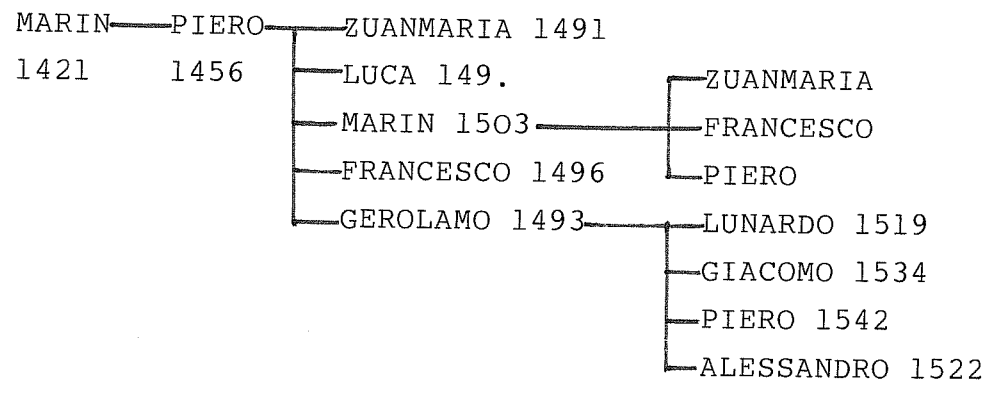 MARIN PIERO ZUANMARIA 1491
1421 1456 LUCA 149. ZUANMARIA
MARIN 1503 FRANCESCO
FRANCESCO 1496 PIERO
GEROLAMO 1493 LUNARDO 1519
GIACOMO 1534
PIERO 1542
ALESSANDRO 1522